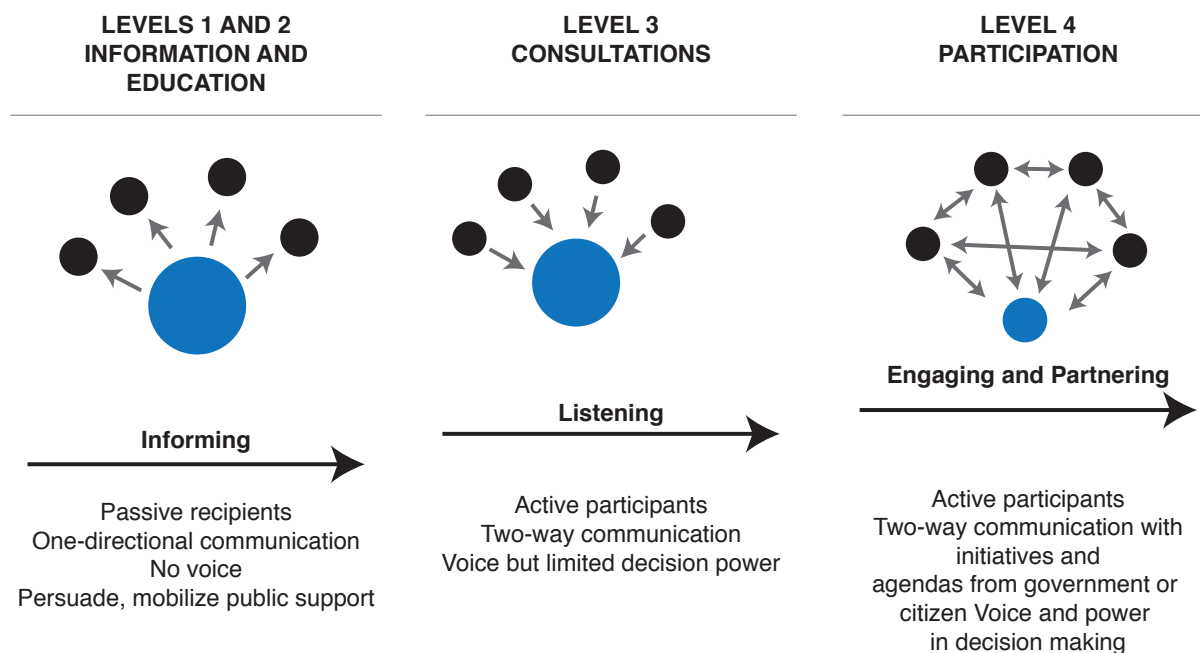 LEVELS 1 AND 2
INFORMATION AND
EDUCATION
Informing
Passive recipients
One-directional communication
No voice
Persuade, mobilize public support
LEVEL 3
CONSULTATIONS
Listening
Active participants
Two-way communication
Voice but limited decision power
LEVEL 4
PARTICIPATION
Engaging and Partnering
Active participants
Two-way communication with
initiatives and
agendas from government or
citizen Voice and power
in decision making